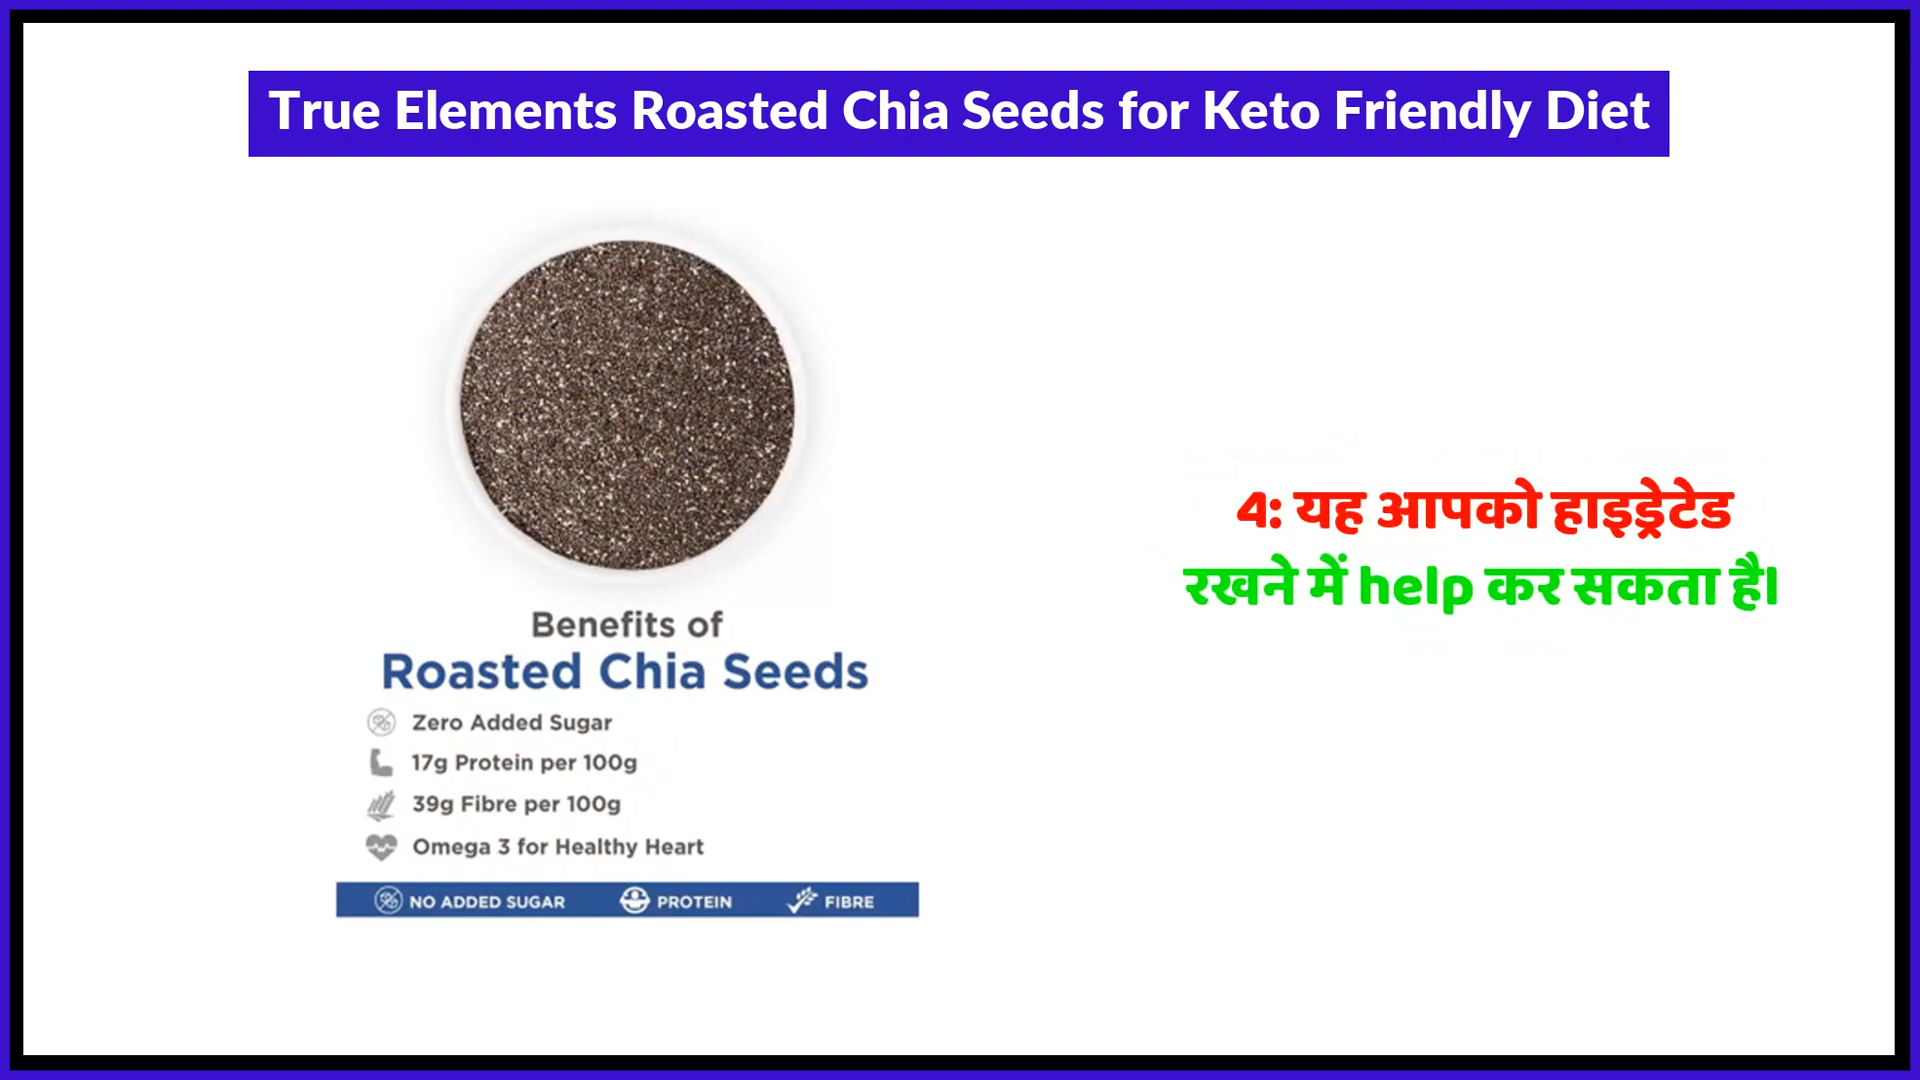 True Elements Roasted Chia Seeds for Keto Friendly Diet
Benefits of
Roasted Chia Seeds
Zero Added Sugar
17g Protein per 100g
39g Fibre per 100g
Omega 3 for Healthy Heart
NO ADDED SUGAR PROTEIN FIBRE
4: यह आपको हाइड्रेटेड
रखने में help कर सकता है।